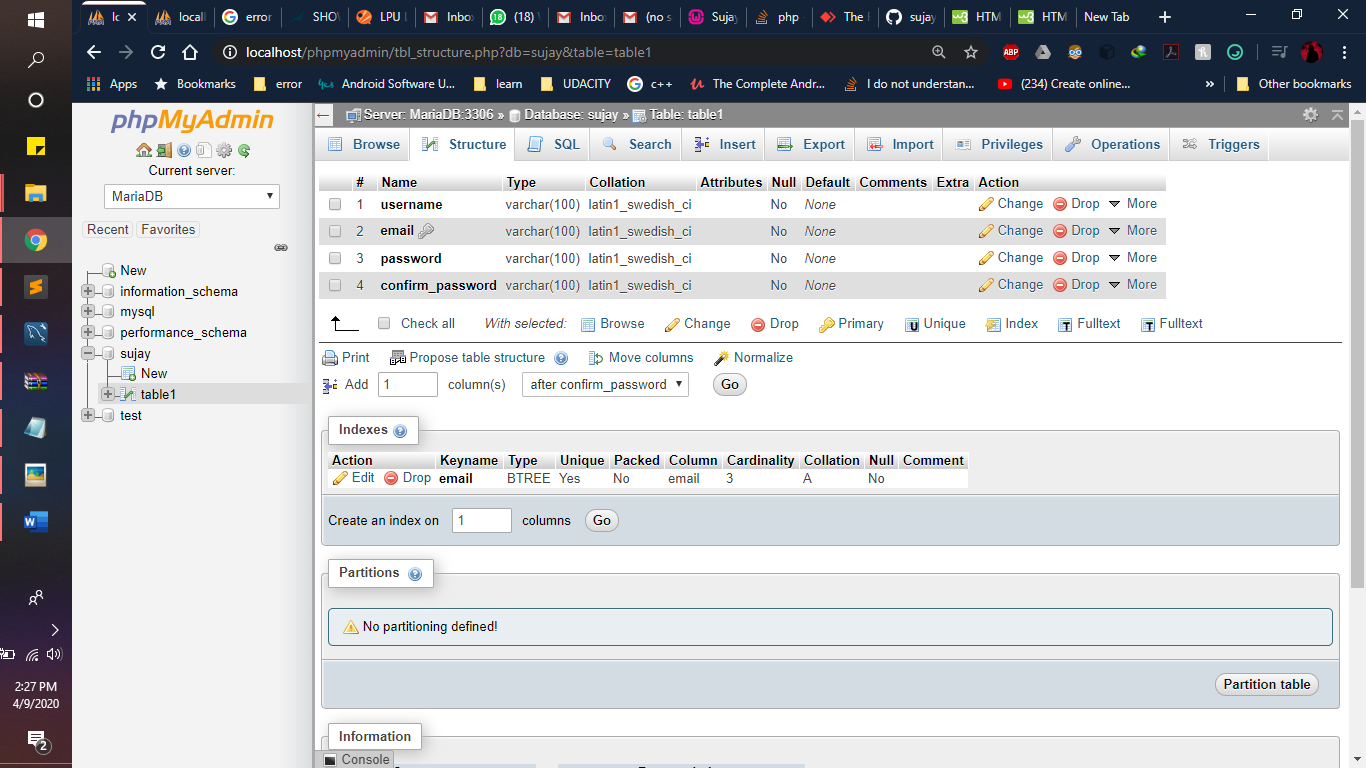 lo
locall
error
SHOW
LPU I
Inbo
(18) \
Inbo
(no s
Sujay
php
The F
sujay
HTM
HTM
New Tab
localhost/phpmyadmin/tbl_structure.php?db=sujay&table=table1
ABP
Apps
Bookmarks
error
Android Software U...
learn
UDACITY
c++
The Complete Andr...
I do not understan...
(234) Create online...
»
Other bookmarks
phpMyAdmin
Current server:
MariaDB
Recent
Favorites
New
information_schema
mysql
performance_schema
sujay
New
table1
test
Server: MariaDB:3306 » Database: sujay » Table: table1
Browse Structure SQL Search Insert Export Import Privileges Operations Triggers
# Name Type Collation Attributes Null Default Comments Extra Action
1 username varchar(100) latin1_swedish_ci No None Change Drop More
2 email varchar(100) latin1_swedish_ci No None Change Drop More
3 password varchar(100) latin1_swedish_ci No None Change Drop More
4 confirm_password varchar(100) latin1_swedish_ci No None Change Drop More
Check all With selected: Browse Change Drop Primary Unique Index Fulltext Fulltext
Print Propose table structure Move columns Normalize
Add 1 column(s) after confirm_password Go
Indexes
Action Keyname Type Unique Packed Column Cardinality Collation Null Comment
Edit Drop email BTREE Yes No email 3 A No
Create an index on 1 columns Go
Partitions
No partitioning defined!
Partition table
Information
Console
2:27 PM
4/9/2020
2